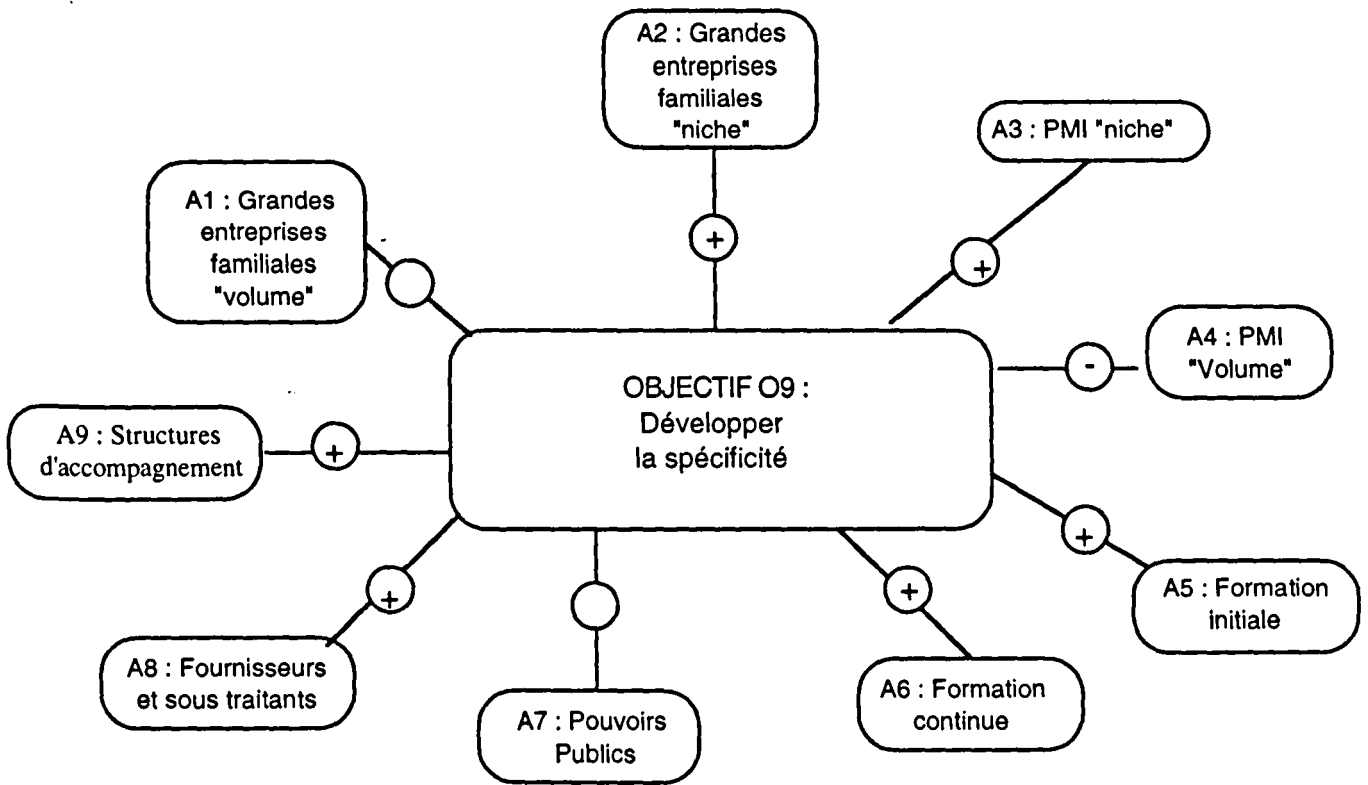 A2 : Grandes
entreprises
familiales
"niche"
A3 : PMI "niche"
A1 : Grandes
entreprises
familiales
"volume"
+
+
A4 : PMI
"Volume"
-
OBJECTIF O9 :
Développer
la spécificité
A9 : Structures
d'accompagnement
+
+
A5 : Formation
initiale
+
+
A8 : Fournisseurs
et sous traitants
A6 : Formation
continue
A7 : Pouvoirs
Publics